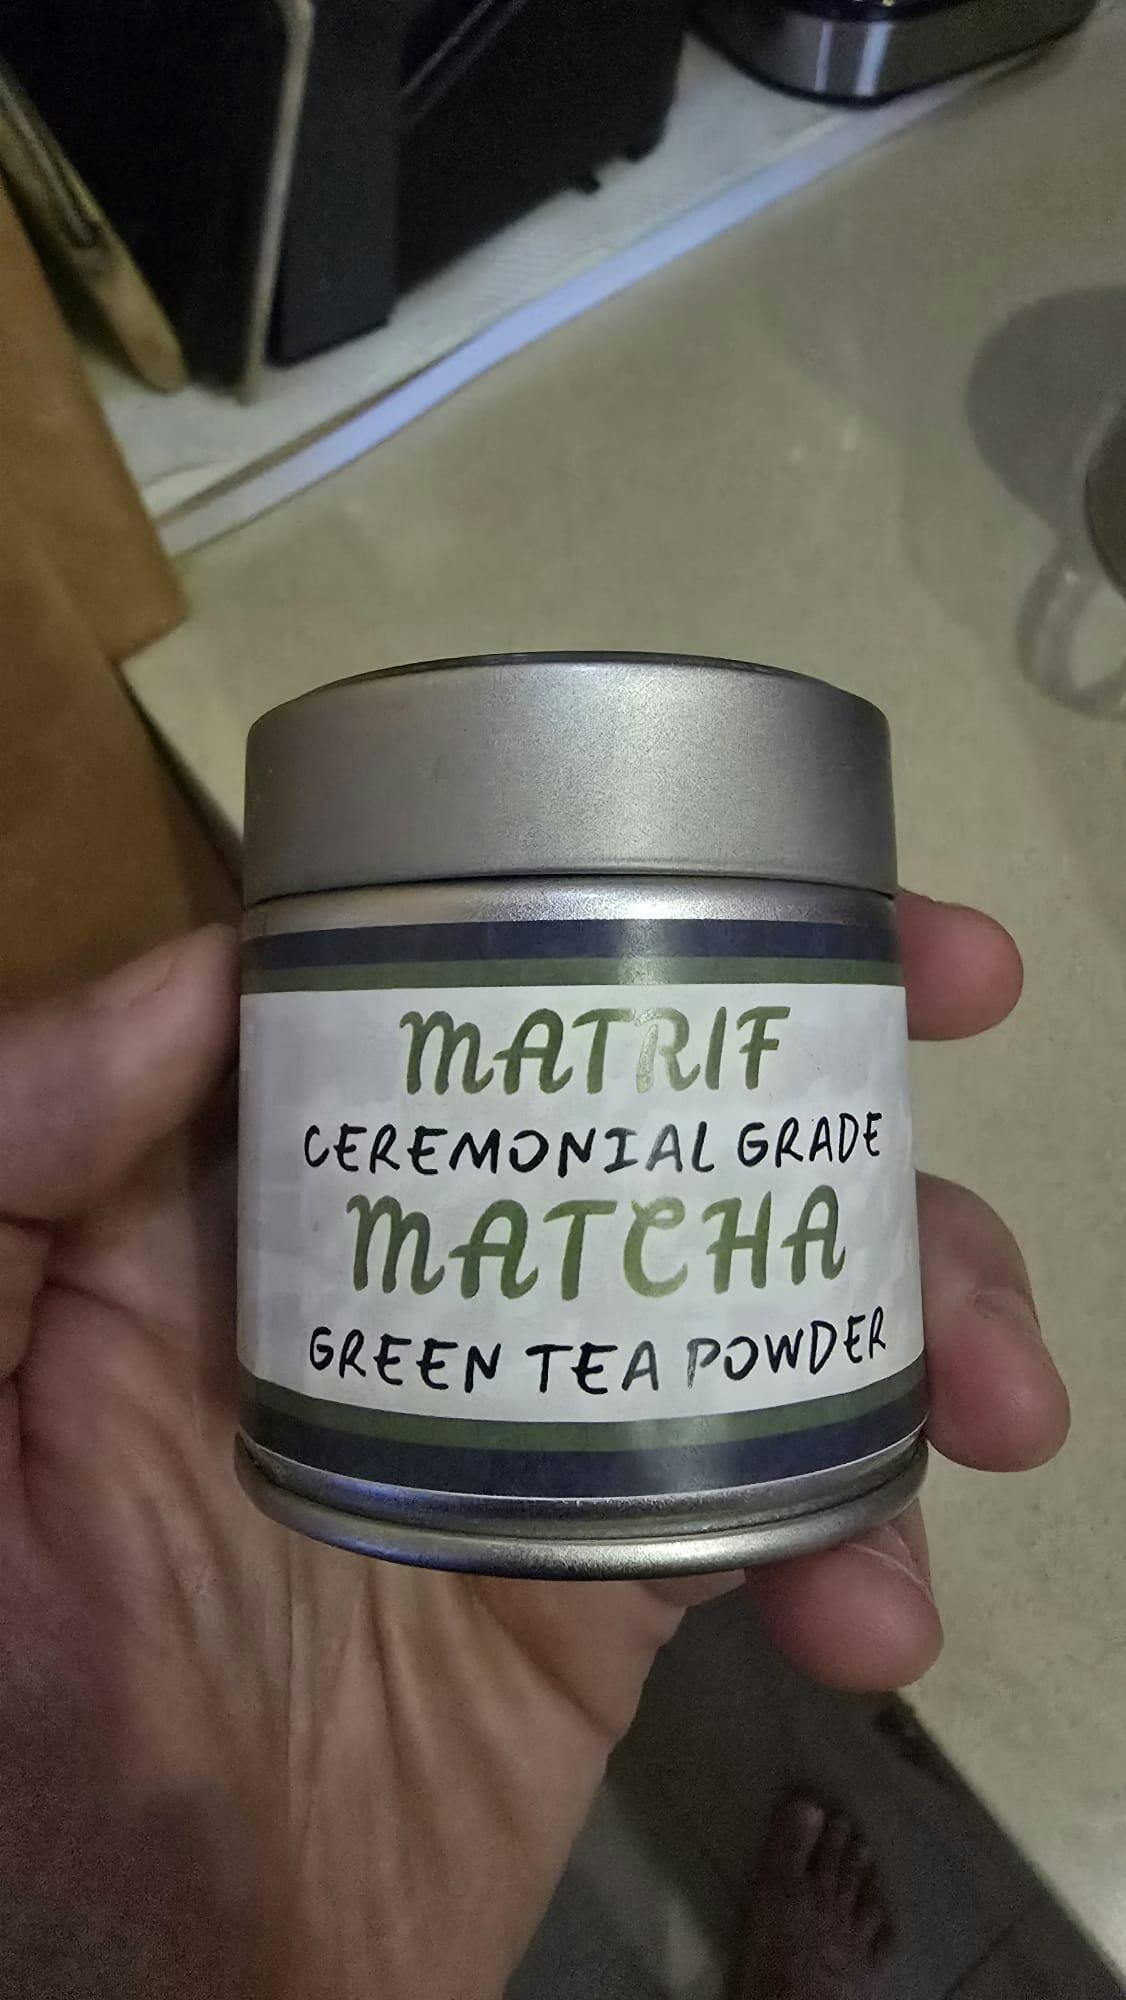 MATRIF
CEREMONIAL GRADE
MATCHA
GREEN TEA POWDER